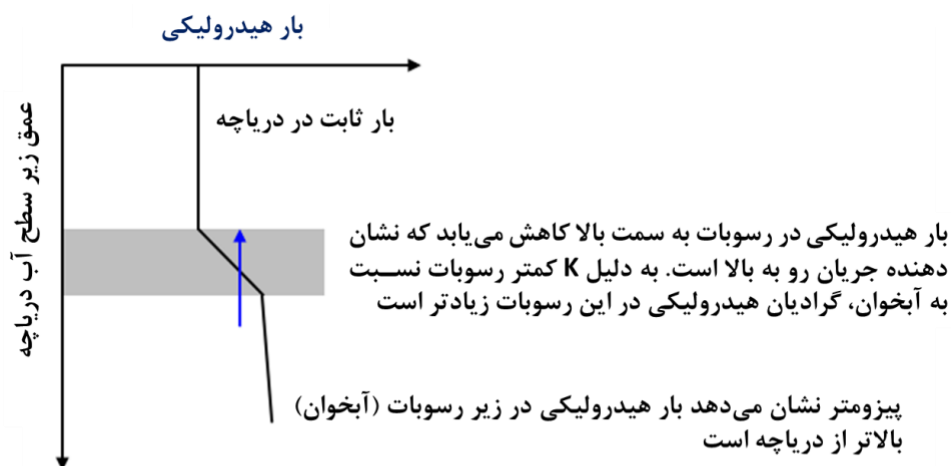 بار هیدرولیکی
عمق زیر سطح آب دریاچه
بار ثابت در دریاچه
بار هیدرولیکی در رسوبات به سمت بالا کاهش می‌یابد که نشان
دهنده جریان رو به بالا است. به دلیل K کمتر رسوبات نسبت
به آبخوان، گرادیان هیدرولیکی در این رسوبات زیادتر است
پیزومتر نشان می‌دهد بار هیدرولیکی در زیر رسوبات (آبخوان)
بالاتر از دریاچه است